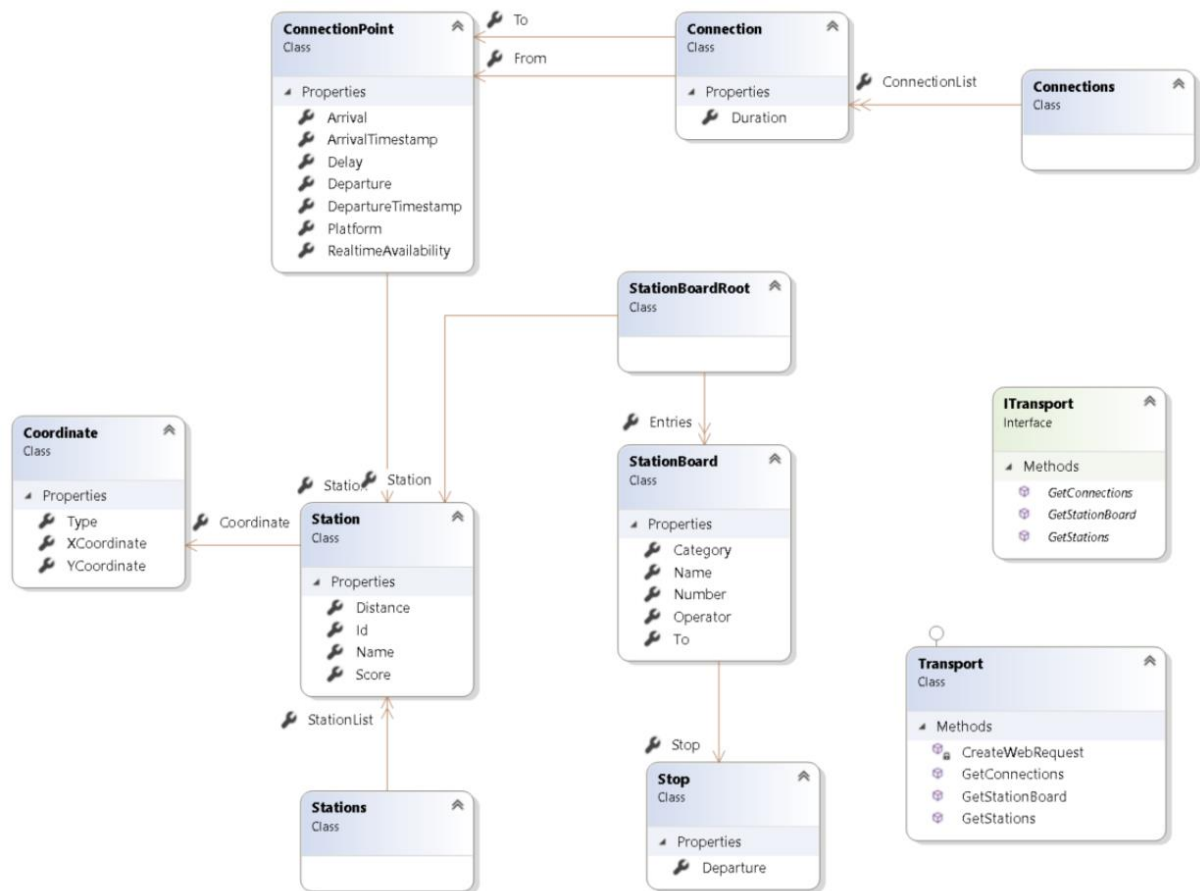 ConnectionPoint
Class
Properties
Arrival
ArrivalTimestamp
Delay
Departure
DepartureTimestamp
Platform
RealtimeAvailability
To
From
Connection
Class
Properties
Duration
ConnectionList
Connections
Class
StationBoardRoot
Class
Entries
Coordinate
Class
Properties
Type
XCoordinate
YCoordinate
Coordinate
Station
Station
Station
Class
Properties
Distance
Id
Name
Score
StationList
Stations
Class
StationBoard
Class
Properties
Category
Name
Number
Operator
To
Stop
Stop
Class
Properties
Departure
ITransport
Interface
Methods
GetConnections
GetStationBoard
GetStations
Transport
Class
Methods
CreateWebRequest
GetConnections
GetStationBoard
GetStations